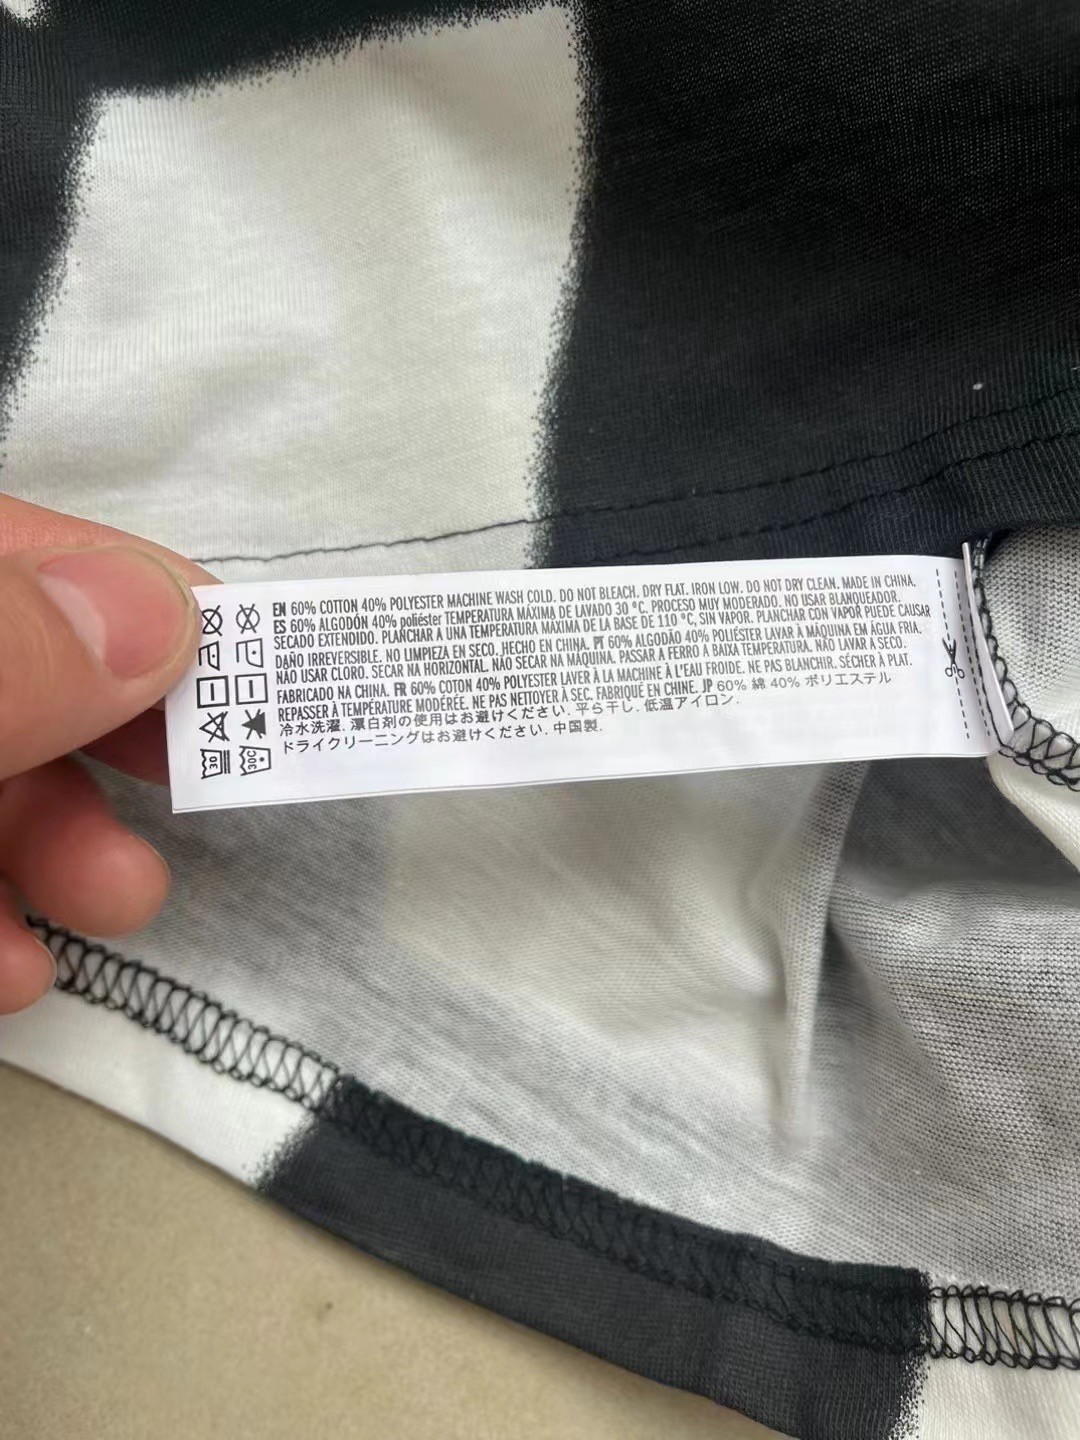 EN 60% COTTON 40% POLYESTER MACHINE WASH COLD. DO NOT BLEACH. DRY FLAT. IRON LOW. DO NOT DRY CLEAN. MADE IN CHINA.
ES 60% ALGODÓN 40% poliéster TEMPERATURA MÁXIMA DE LAVADO 30 °C. PROCESO MUY MODERADO. NO USAR BLANQUEADOR.
SECADO EXTENDIDO. PLANCHAR A UNA TEMPERATURA MÁXIMA DE LA BASE DE 110 °C, SIN VAPOR. PLANCHAR CON VAPOR PUEDE CAUSAR
DAÑO IRREVERSIBLE. NO LIMPIEZA EN SECO. HECHO EN CHINA. PT 60% ALGODÃO 40% POLIÉSTER LAVAR À MÁQUINA EM ÁGUA FRIA.
NÃO USAR CLORO. SECAR NA HORIZONTAL. NÃO SECAR NA MÁQUINA. PASSAR A FERRO A BAIXA TEMPERATURA. NÃO LAVAR A SECO.
FABRICADO NA CHINA. FR 60% COTON 40% POLYESTER LAVER À LA MACHINE À L'EAU FROIDE. NE PAS BLANCHIR. SÉCHER À PLAT.
REPASSER À TEMPÉRATURE MODÉRÉE. NE PAS NETTOYER À SEC. FABRIQUÉ EN CHINE. JP 60% 綿 40% ポリエステル
冷水洗濯. 漂白剤の使用はお避けください. 平ら干し. 低温アイロン.
ドライクリーニングはお避けください. 中国製.
30 30C